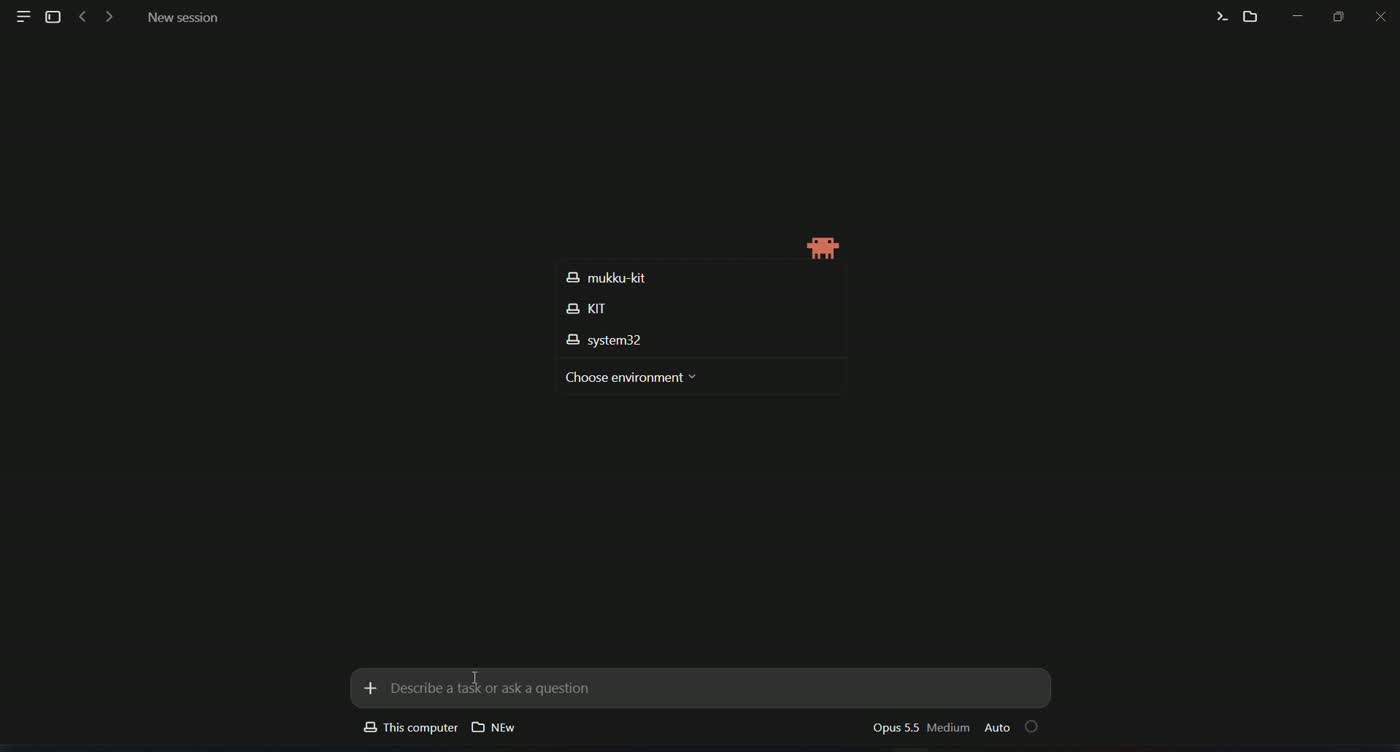 New session
mukku-kit
KIT
system32
Choose environment
Describe a task or ask a question
This computer NEw
Opus 5.5 Medium Auto